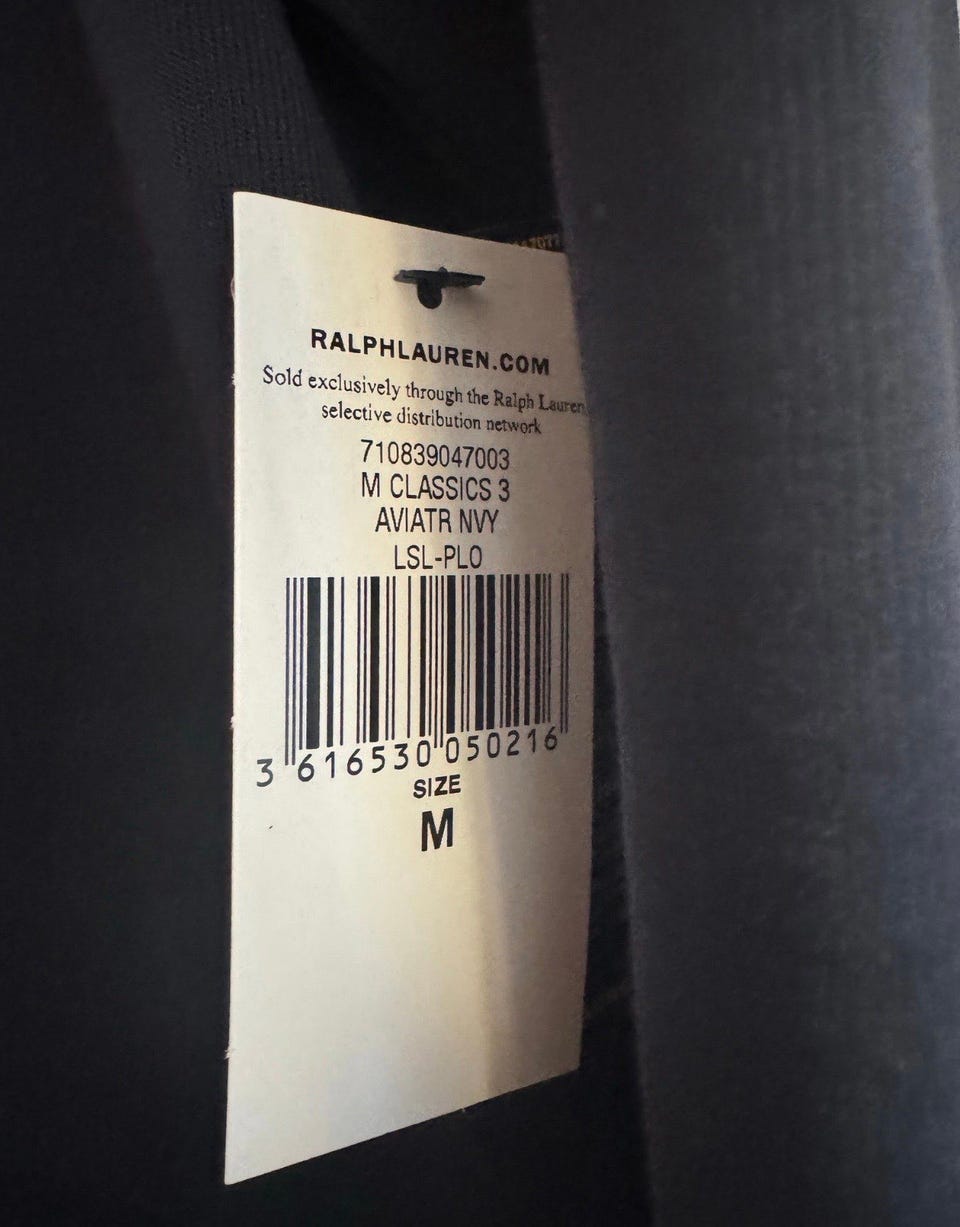 RALPHLAUREN.COM
Sold exclusively through the Ralph Lauren
selective distribution network
710839047003
M CLASSICS 3
AVIATR NVY
LSL-PLO
3 616530 050216
SIZE
M